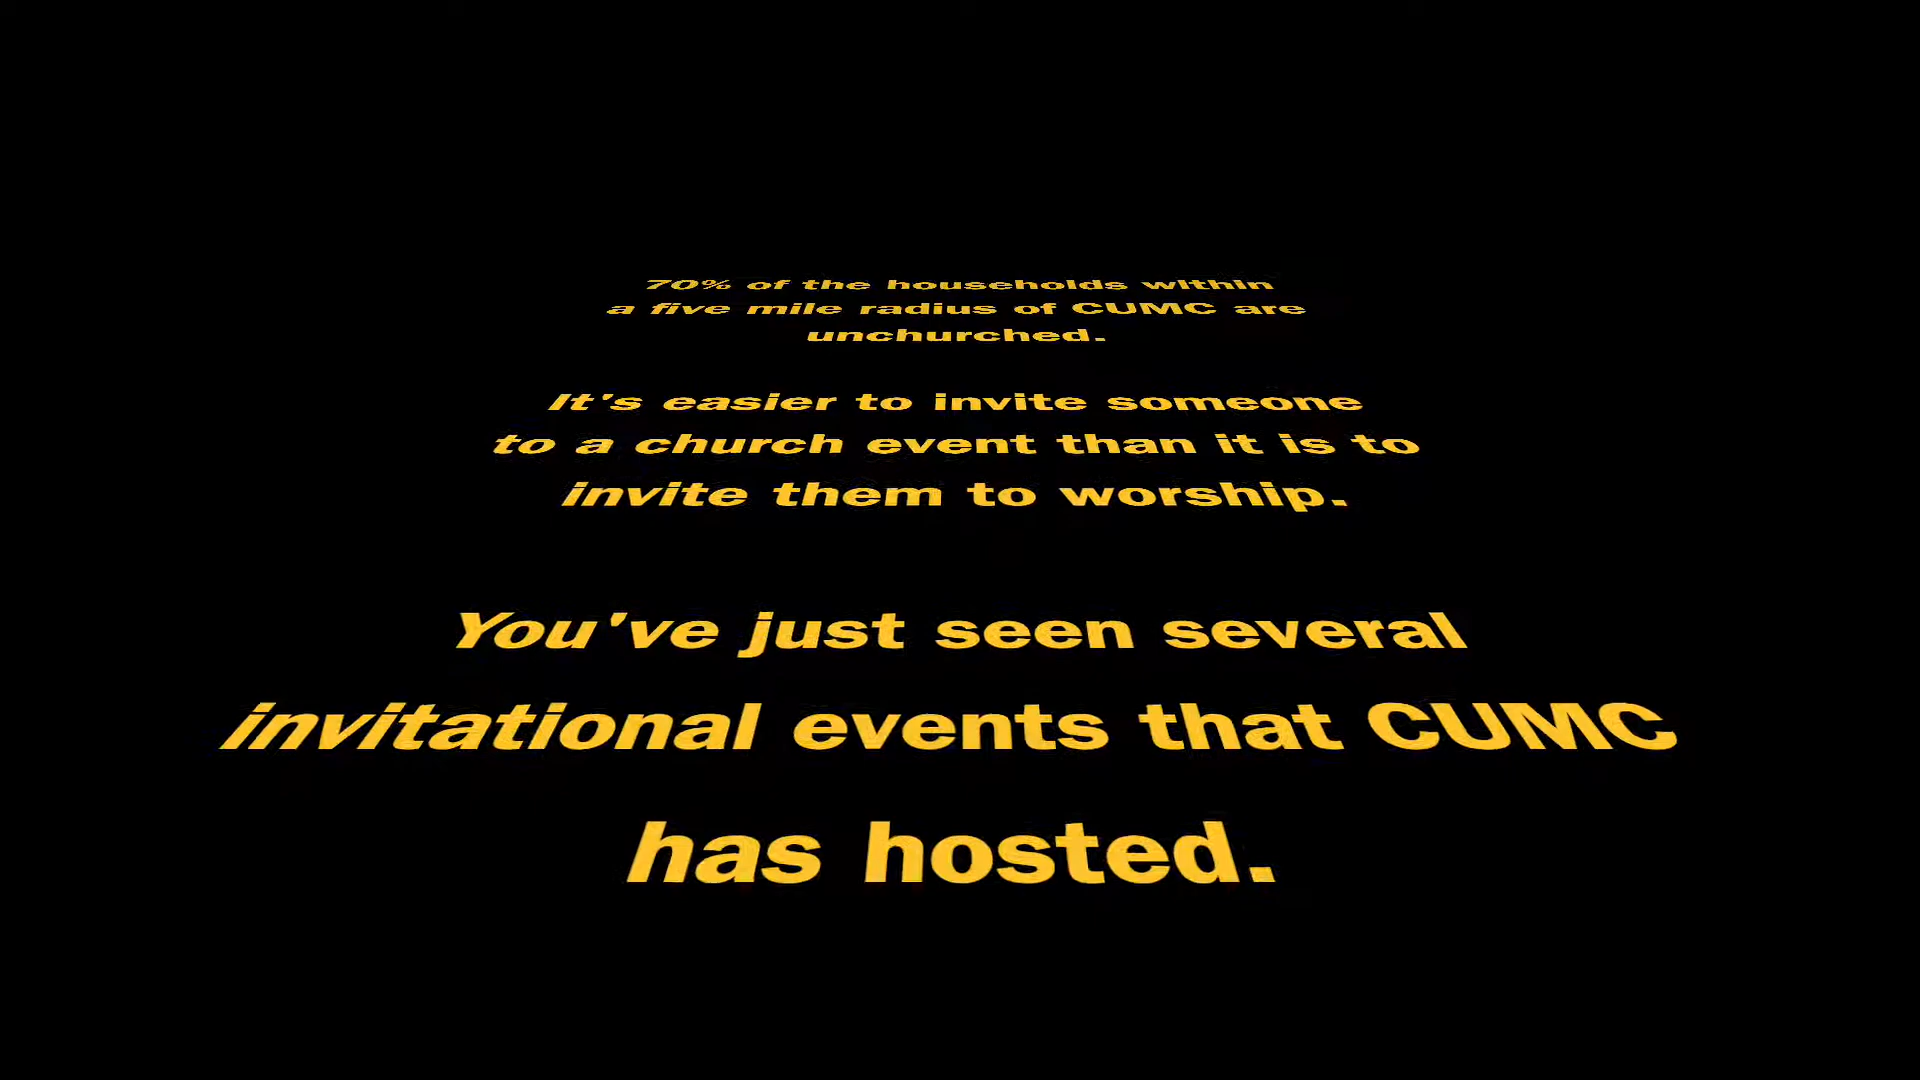 70% of the households within
a five mile radius of CUMC are
unchurched.
It's easier to invite someone
to a church event than it is to
invite them to worship.
You've just seen several
invitational events that CUMC
has hosted.